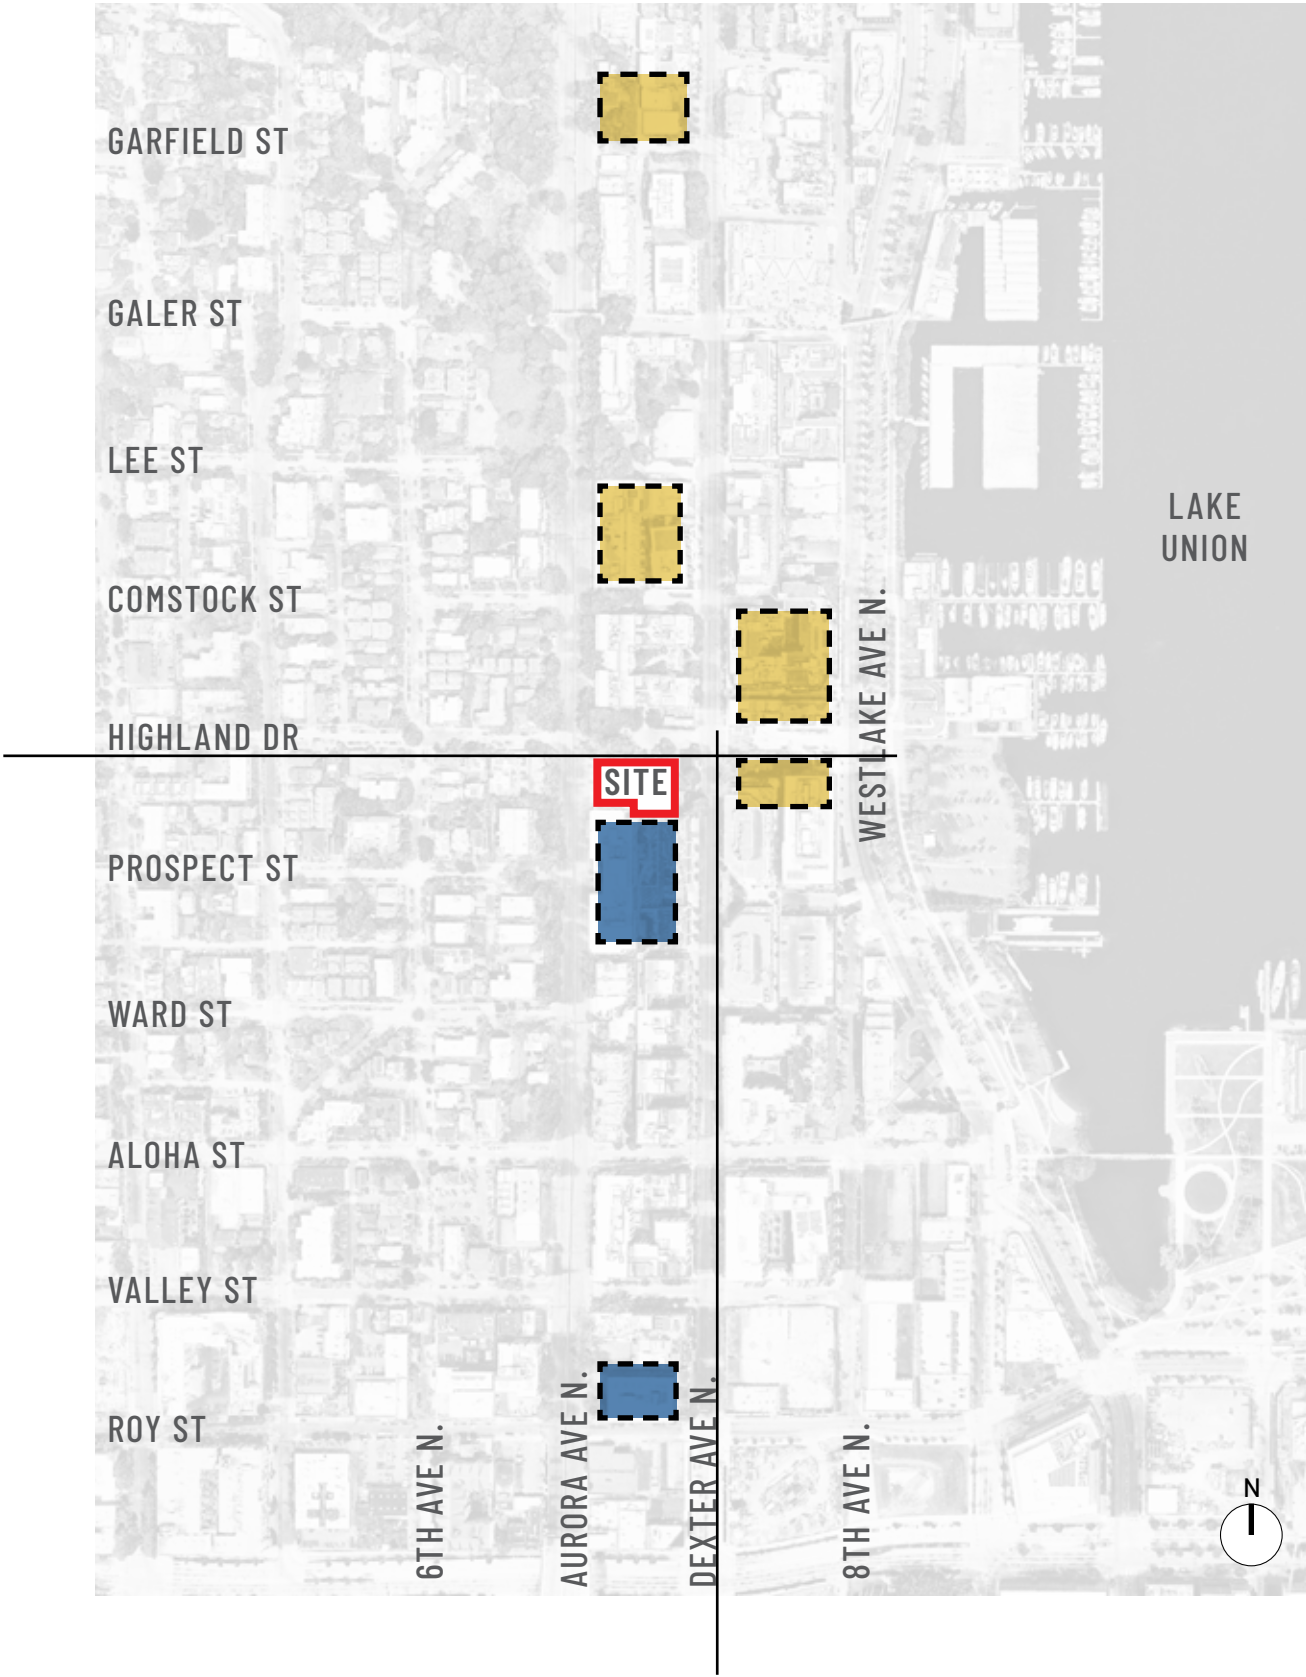 GARFIELD ST
GALER ST
LEE ST
LAKE
UNION
COMSTOCK ST
WESTLAKE AVE N.
HIGHLAND DR
SITE
PROSPECT ST
WARD ST
ALOHA ST
VALLEY ST
ROY ST
6TH AVE N.
AURORA AVE N.
DEXTER AVE N.
8TH AVE N.
N